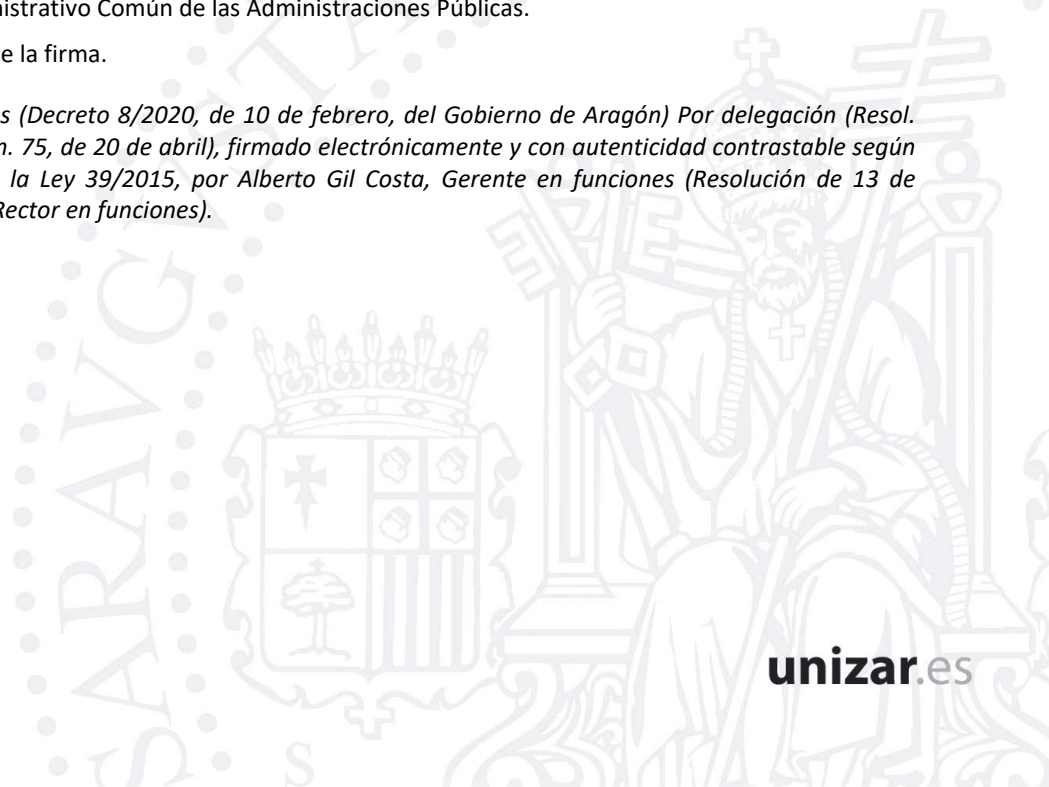 nistrativo Común de las Administraciones Públicas.
e la firma.
s (Decreto 8/2020, de 10 de febrero, del Gobierno de Aragón) Por delegación (Resol.
n. 75, de 20 de abril), firmado electrónicamente y con autenticidad contrastable según
la Ley 39/2015, por Alberto Gil Costa, Gerente en funciones (Resolución de 13 de
Rector en funciones).
SARAVGVSTA
S
unizar.es